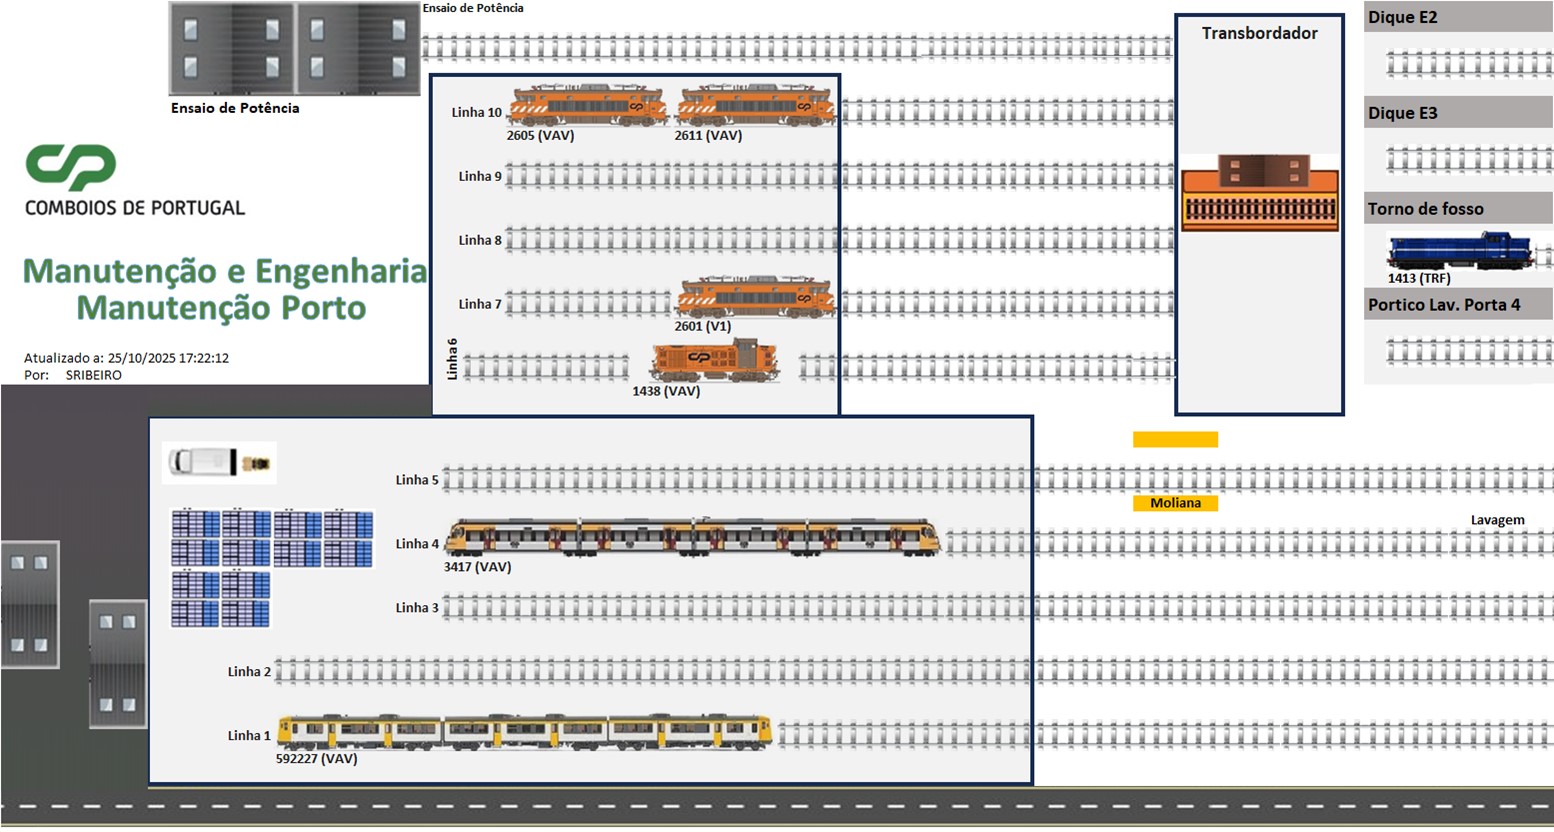 Ensaio de Potência
Ensaio de Potência
COMBOIOS DE PORTUGAL
Manutenção e Engenharia
Manutenção Porto
Atualizado a: 25/10/2025 17:22:12
Por: SRIBEIRO
Linha 10
2605 (VAV)
2611 (VAV)
Linha 9
Linha 8
Linha 7
2601 (V1)
Linha 6
1438 (VAV)
Transbordador
Dique E2
Dique E3
Torno de fosso
1413 (TRF)
Portico Lav. Porta 4
Linha 5
Moliana
Lavagem
Linha 4
3417 (VAV)
Linha 3
Linha 2
Linha 1
592227 (VAV)